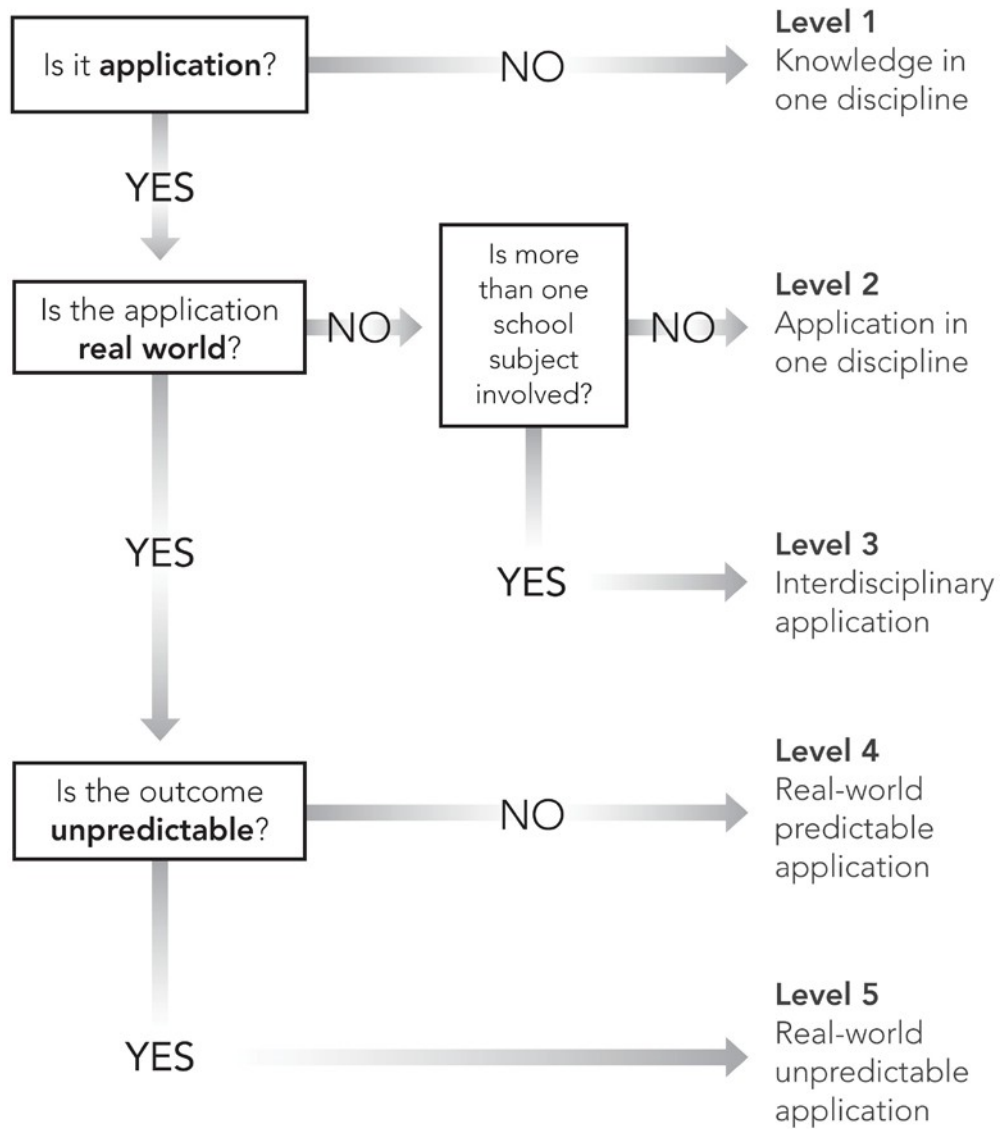 Is it application?
NO
Level 1
Knowledge in
one discipline
YES
Is the application
real world?
NO
Is more
than one
school
subject
involved?
NO
Level 2
Application in
one discipline
YES
YES
Level 3
Interdisciplinary
application
Is the outcome
unpredictable?
NO
Level 4
Real-world
predictable
application
YES
Level 5
Real-world
unpredictable
application